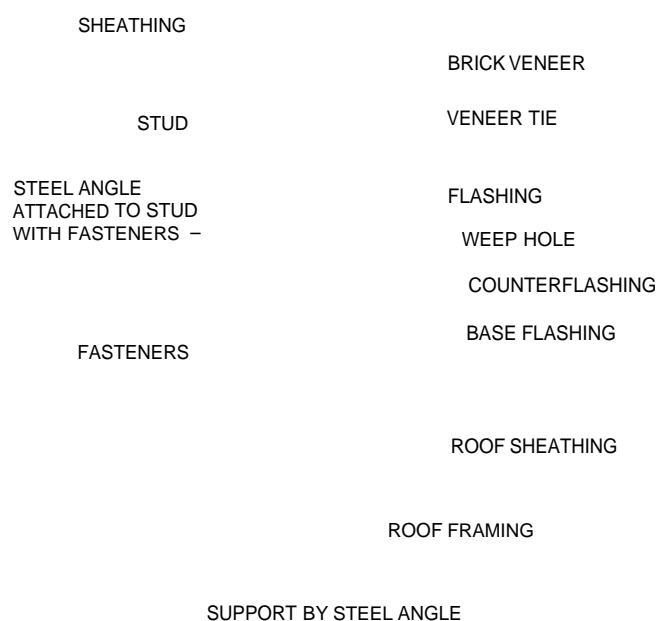 SHEATHING
BRICK VENEER
STUD
VENEER TIE
STEEL ANGLE
ATTACHED TO STUD
WITH FASTENERS –
FLASHING
WEEP HOLE
COUNTERFLASHING
BASE FLASHING
FASTENERS
ROOF SHEATHING
ROOF FRAMING
SUPPORT BY STEEL ANGLE